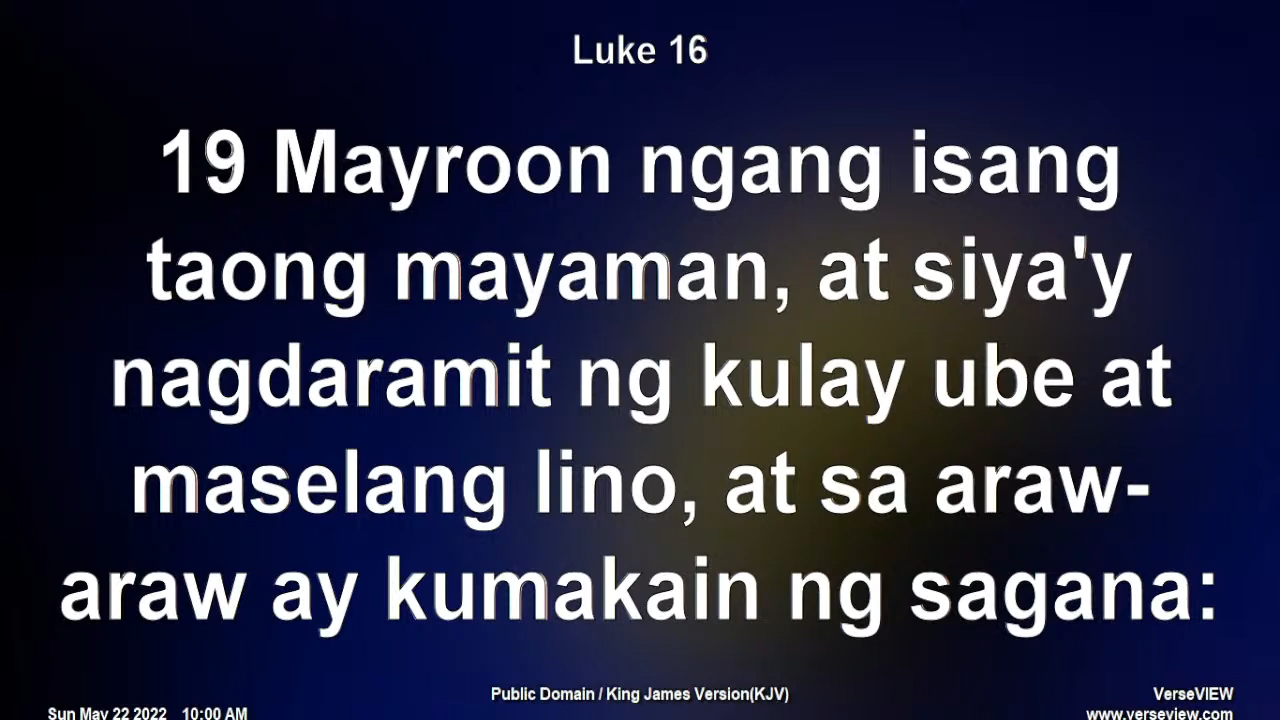 Luke 16
19 Mayroon ngang isang
taong mayaman, at siya'y
nagdaramit ng kulay ube at
maselang lino, at sa araw-
araw ay kumakain ng sagana:
Public Domain / King James Version(KJV)
VerseVIEW
Sun May 22 2022 10:00 AM
www.verseview.com